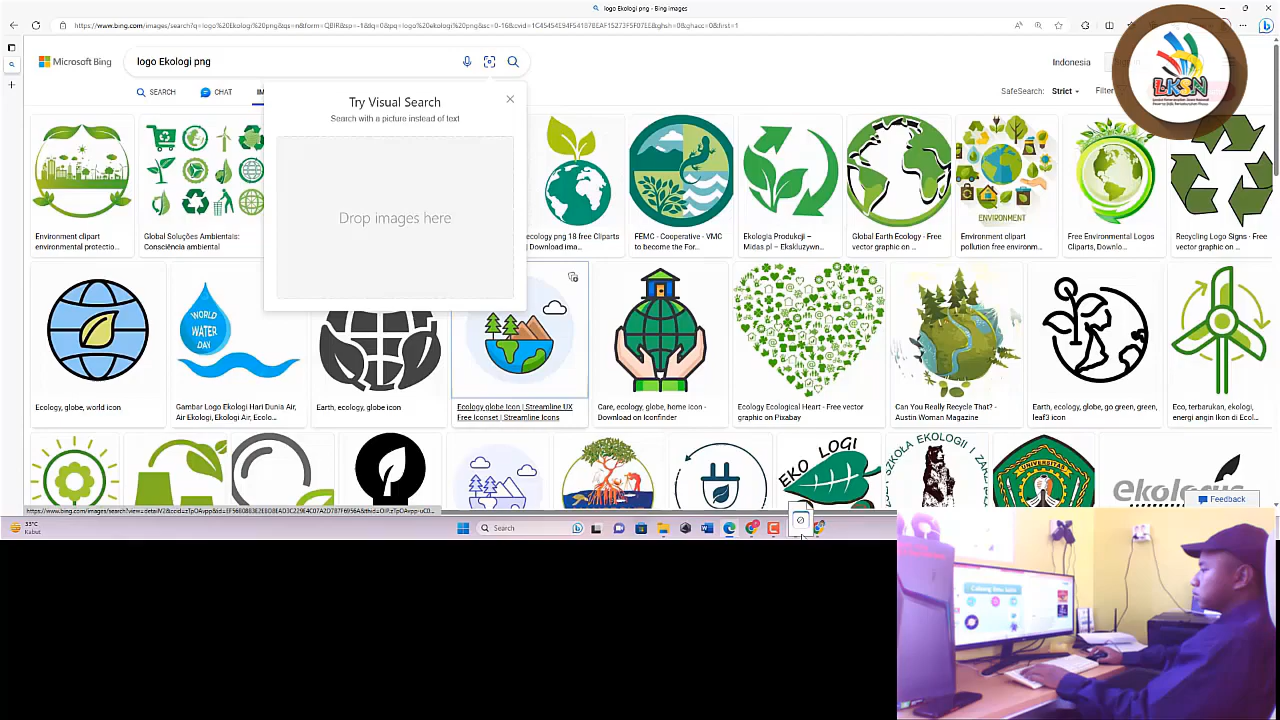 logo Ekologi png - Bing images
Microsoft Bing
logo Ekologi png
Indonesia
SEARCH
CHAT
SafeSearch:
Strict
Filter
LKSN
Try Visual Search
Search with a picture instead of text
Drop images here
ENVIRONMENT
Environment clipart
environmental protectio...
Global Soluções Ambientais:
Consciência ambiental
ecology png 18 free Cliparts
| Download ima...
FEMC - Cooperative - VMC
to become the For...
Ekologia Produkcji –
Midas.pl – Ekskluzywn...
Global Earth Ecology - Free
vector graphic on ...
Environment clipart
pollution free environm...
Free Environmental Logos
Cliparts, Downlo...
Recycling Logo Signs - Free
vector graphic on ...
WORLD
WATER
DAY
Ecology, globe, world icon
Gambar Logo Ekologi Hari Dunia Air,
Air Ekologi, Ekologi Air, Ecolo...
Earth, ecology, globe icon
Ecology globe Icon | Streamline UX
Free Iconset | Streamline Icons
Care, ecology, globe, home icon -
Download on Iconfinder
Ecology Ecological Heart - Free vector
graphic on Pixabay
Can You Really Recycle That? -
Austin Woman Magazine
Earth, ecology, globe, go green, green,
leaf3 icon
Eco, terbarukan, ekologi,
energi angin Ikon di Ecol...
EKO LOGI
SZKOŁA EKOLOGII I
UNIVERSITAS
ekologus
Feedback
33°C
Kabut
Search